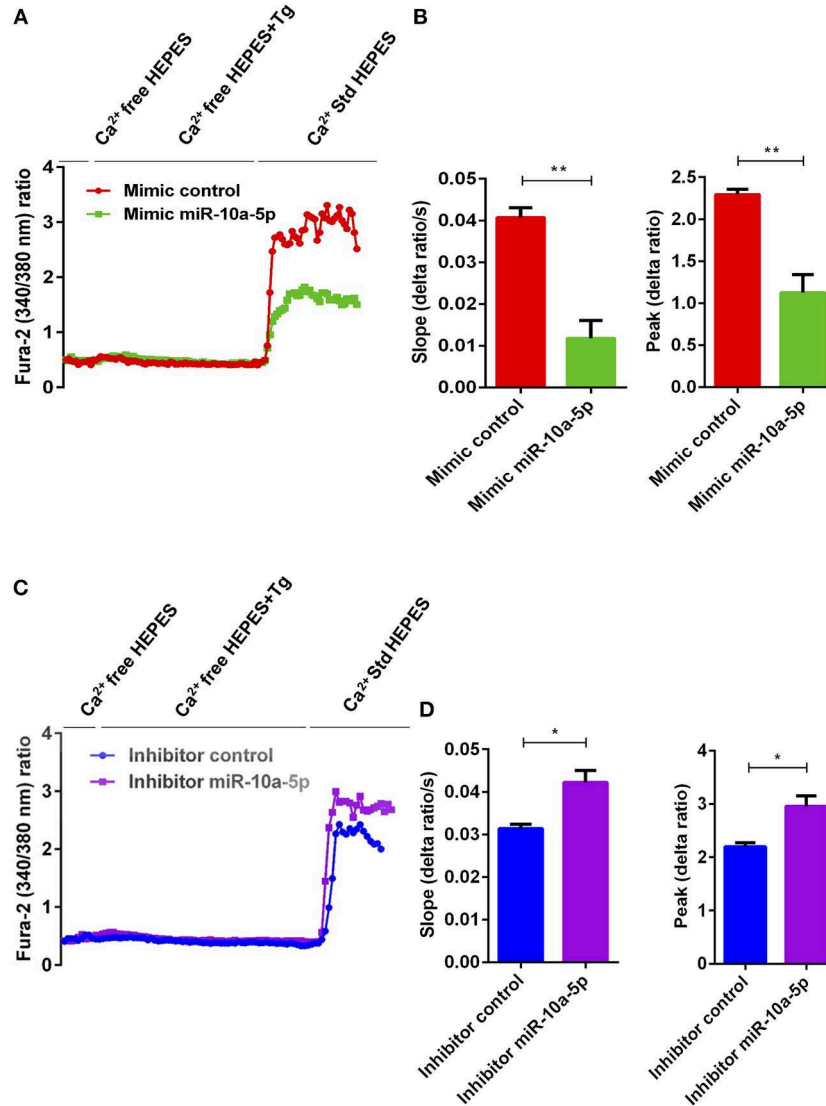 A
Ca²⁺ free HEPES
Ca²⁺ free HEPES+Tg
Ca²⁺ Std HEPES
Fura-2 (340/380 nm) ratio
4
3
2
1
0
Mimic control
Mimic miR-10a-5p
B
Slope (delta ratio/s)
0.05
0.04
0.03
0.02
0.01
0.00
**
Mimic control
Mimic miR-10a-5p
Peak (delta ratio)
2.5
2.0
1.5
1.0
0.5
0.0
**
Mimic control
Mimic miR-10a-5p
C
Ca²⁺ free HEPES
Ca²⁺ free HEPES+Tg
Ca²⁺ Std HEPES
Fura-2 (340/380 nm) ratio
4
3
2
1
0
Inhibitor control
Inhibitor miR-10a-5p
D
Slope (delta ratio/s)
0.05
0.04
0.03
0.02
0.01
0.00
*
Inhibitor control
Inhibitor miR-10a-5p
Peak (delta ratio)
4
3
2
1
0
*
Inhibitor control
Inhibitor miR-10a-5p